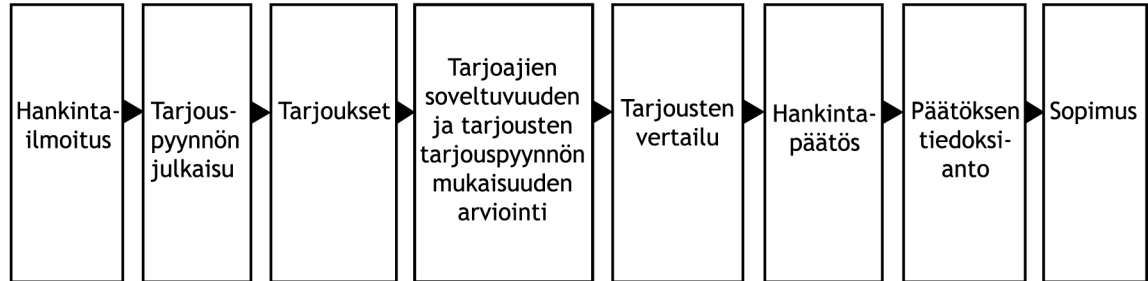 Hankinta-
ilmoitus
Tarjous-
pyynnön
julkaisu
Tarjoukset
Tarjoajien
soveltuvuuden
ja tarjousten
tarjouspyynnön
mukaisuuden
arviointi
Tarjousten
vertailu
Hankinta-
päätös
Päätöksen
tiedoksi-
anto
Sopimus